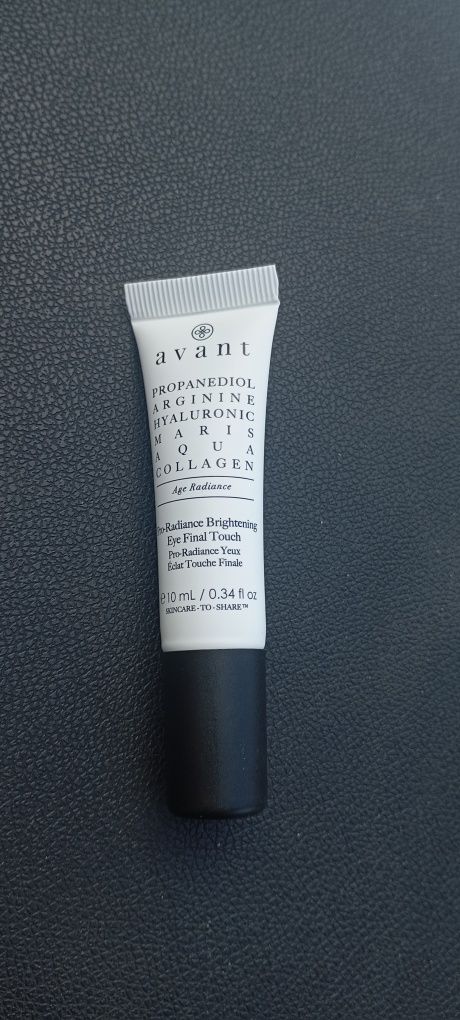 avant
PROPANEDIOL
ARGININE
HYALURONIC
MARIS
AQUA
COLLAGEN
Age Radiance
Pro-Radiance Brightening
Eye Final Touch
Pro-Radiance Yeux
Éclat Touche Finale
℮10 mL / 0.34 fl oz
SKINCARE-TO-SHARE™